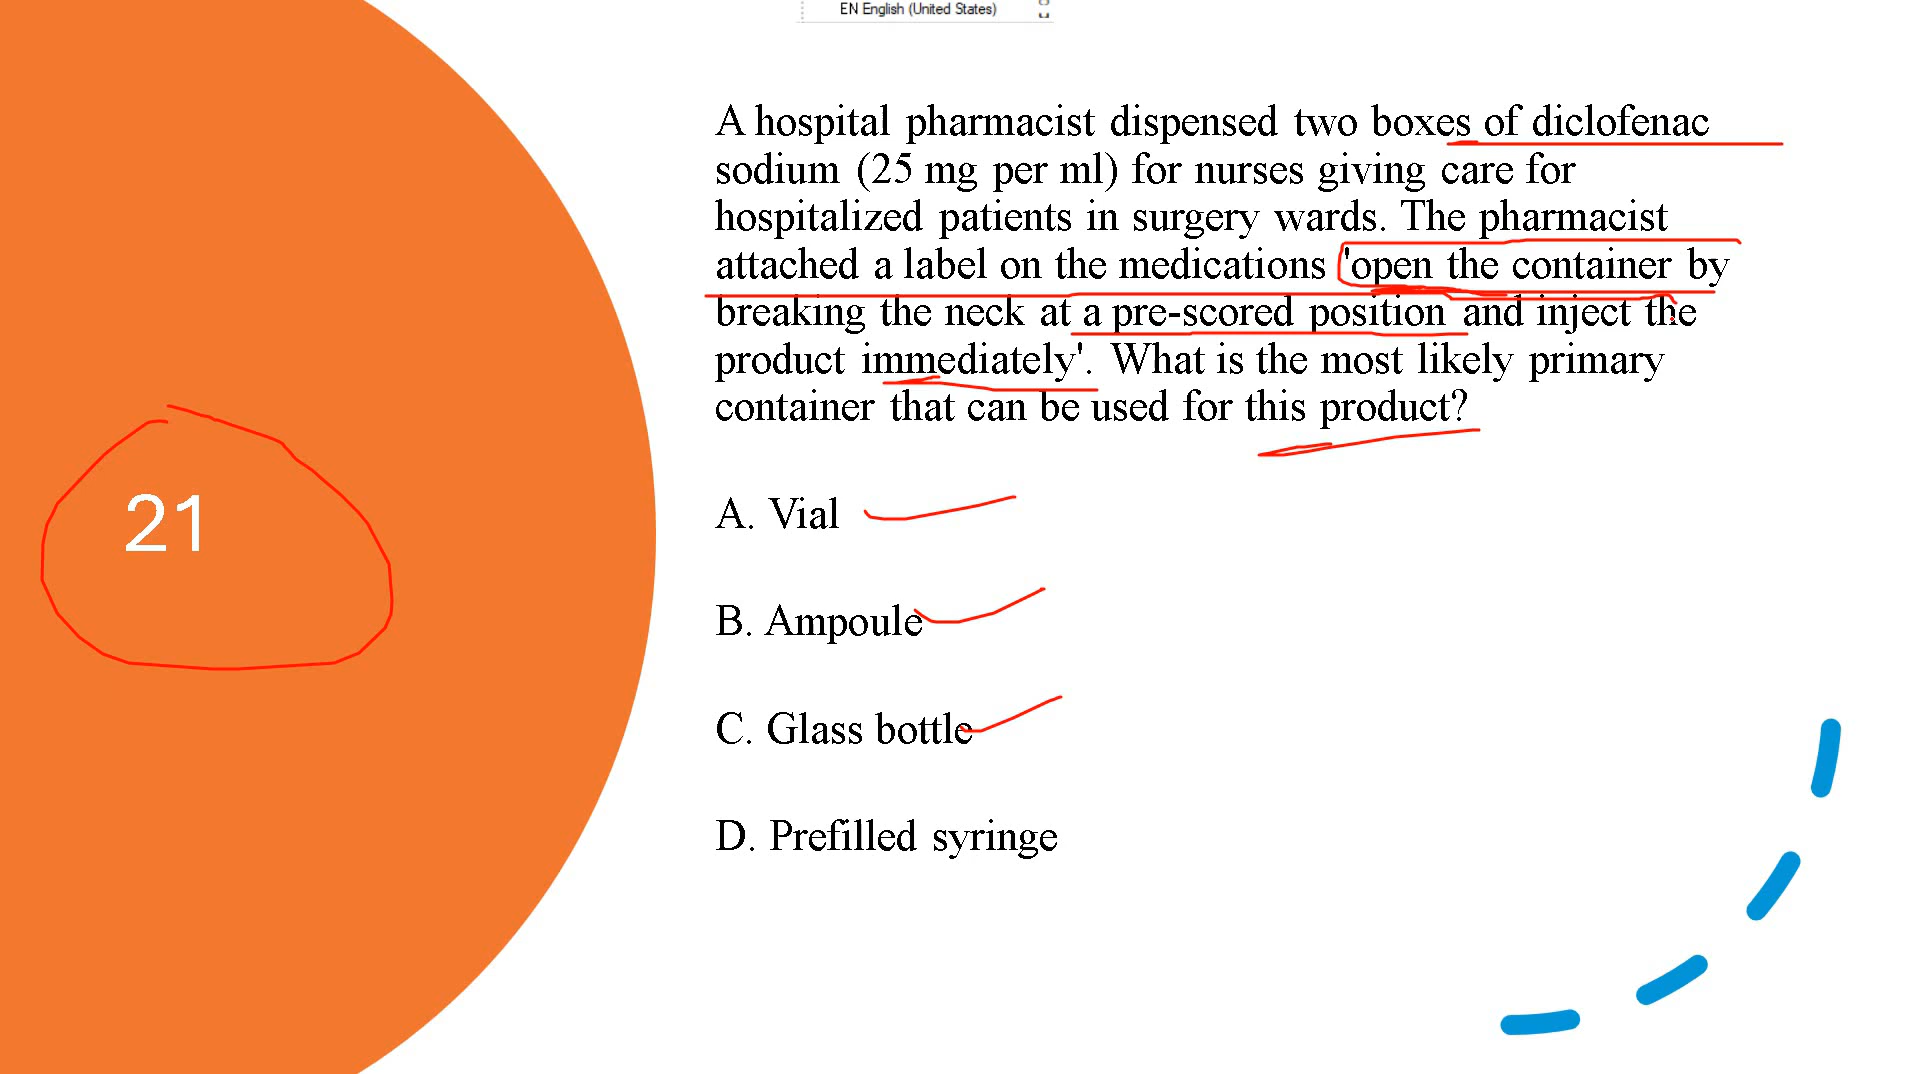 EN English (United States)
A hospital pharmacist dispensed two boxes of diclofenac
sodium (25 mg per ml) for nurses giving care for
hospitalized patients in surgery wards. The pharmacist
attached a label on the medications 'open the container by
breaking the neck at a pre-scored position and inject the
product immediately'. What is the most likely primary
container that can be used for this product?
21
A. Vial
B. Ampoule
C. Glass bottle
D. Prefilled syringe